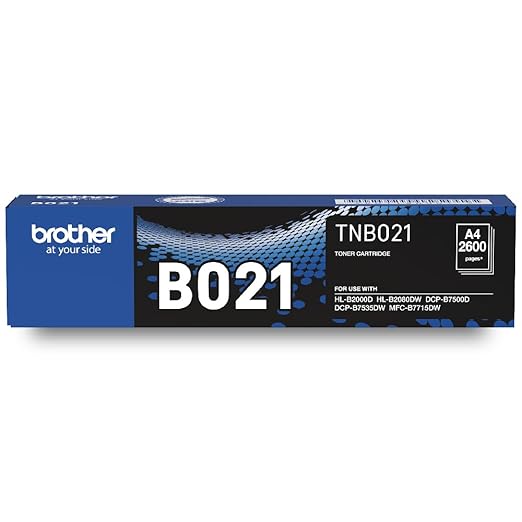 B021
brother
at your side
B021
TNB021
TONER CARTRIDGE
A4
2600
pages*
FOR USE WITH
HL-B2000D HL-B2080DW DCP-B7500D
DCP-B7535DW MFC-B7715DW